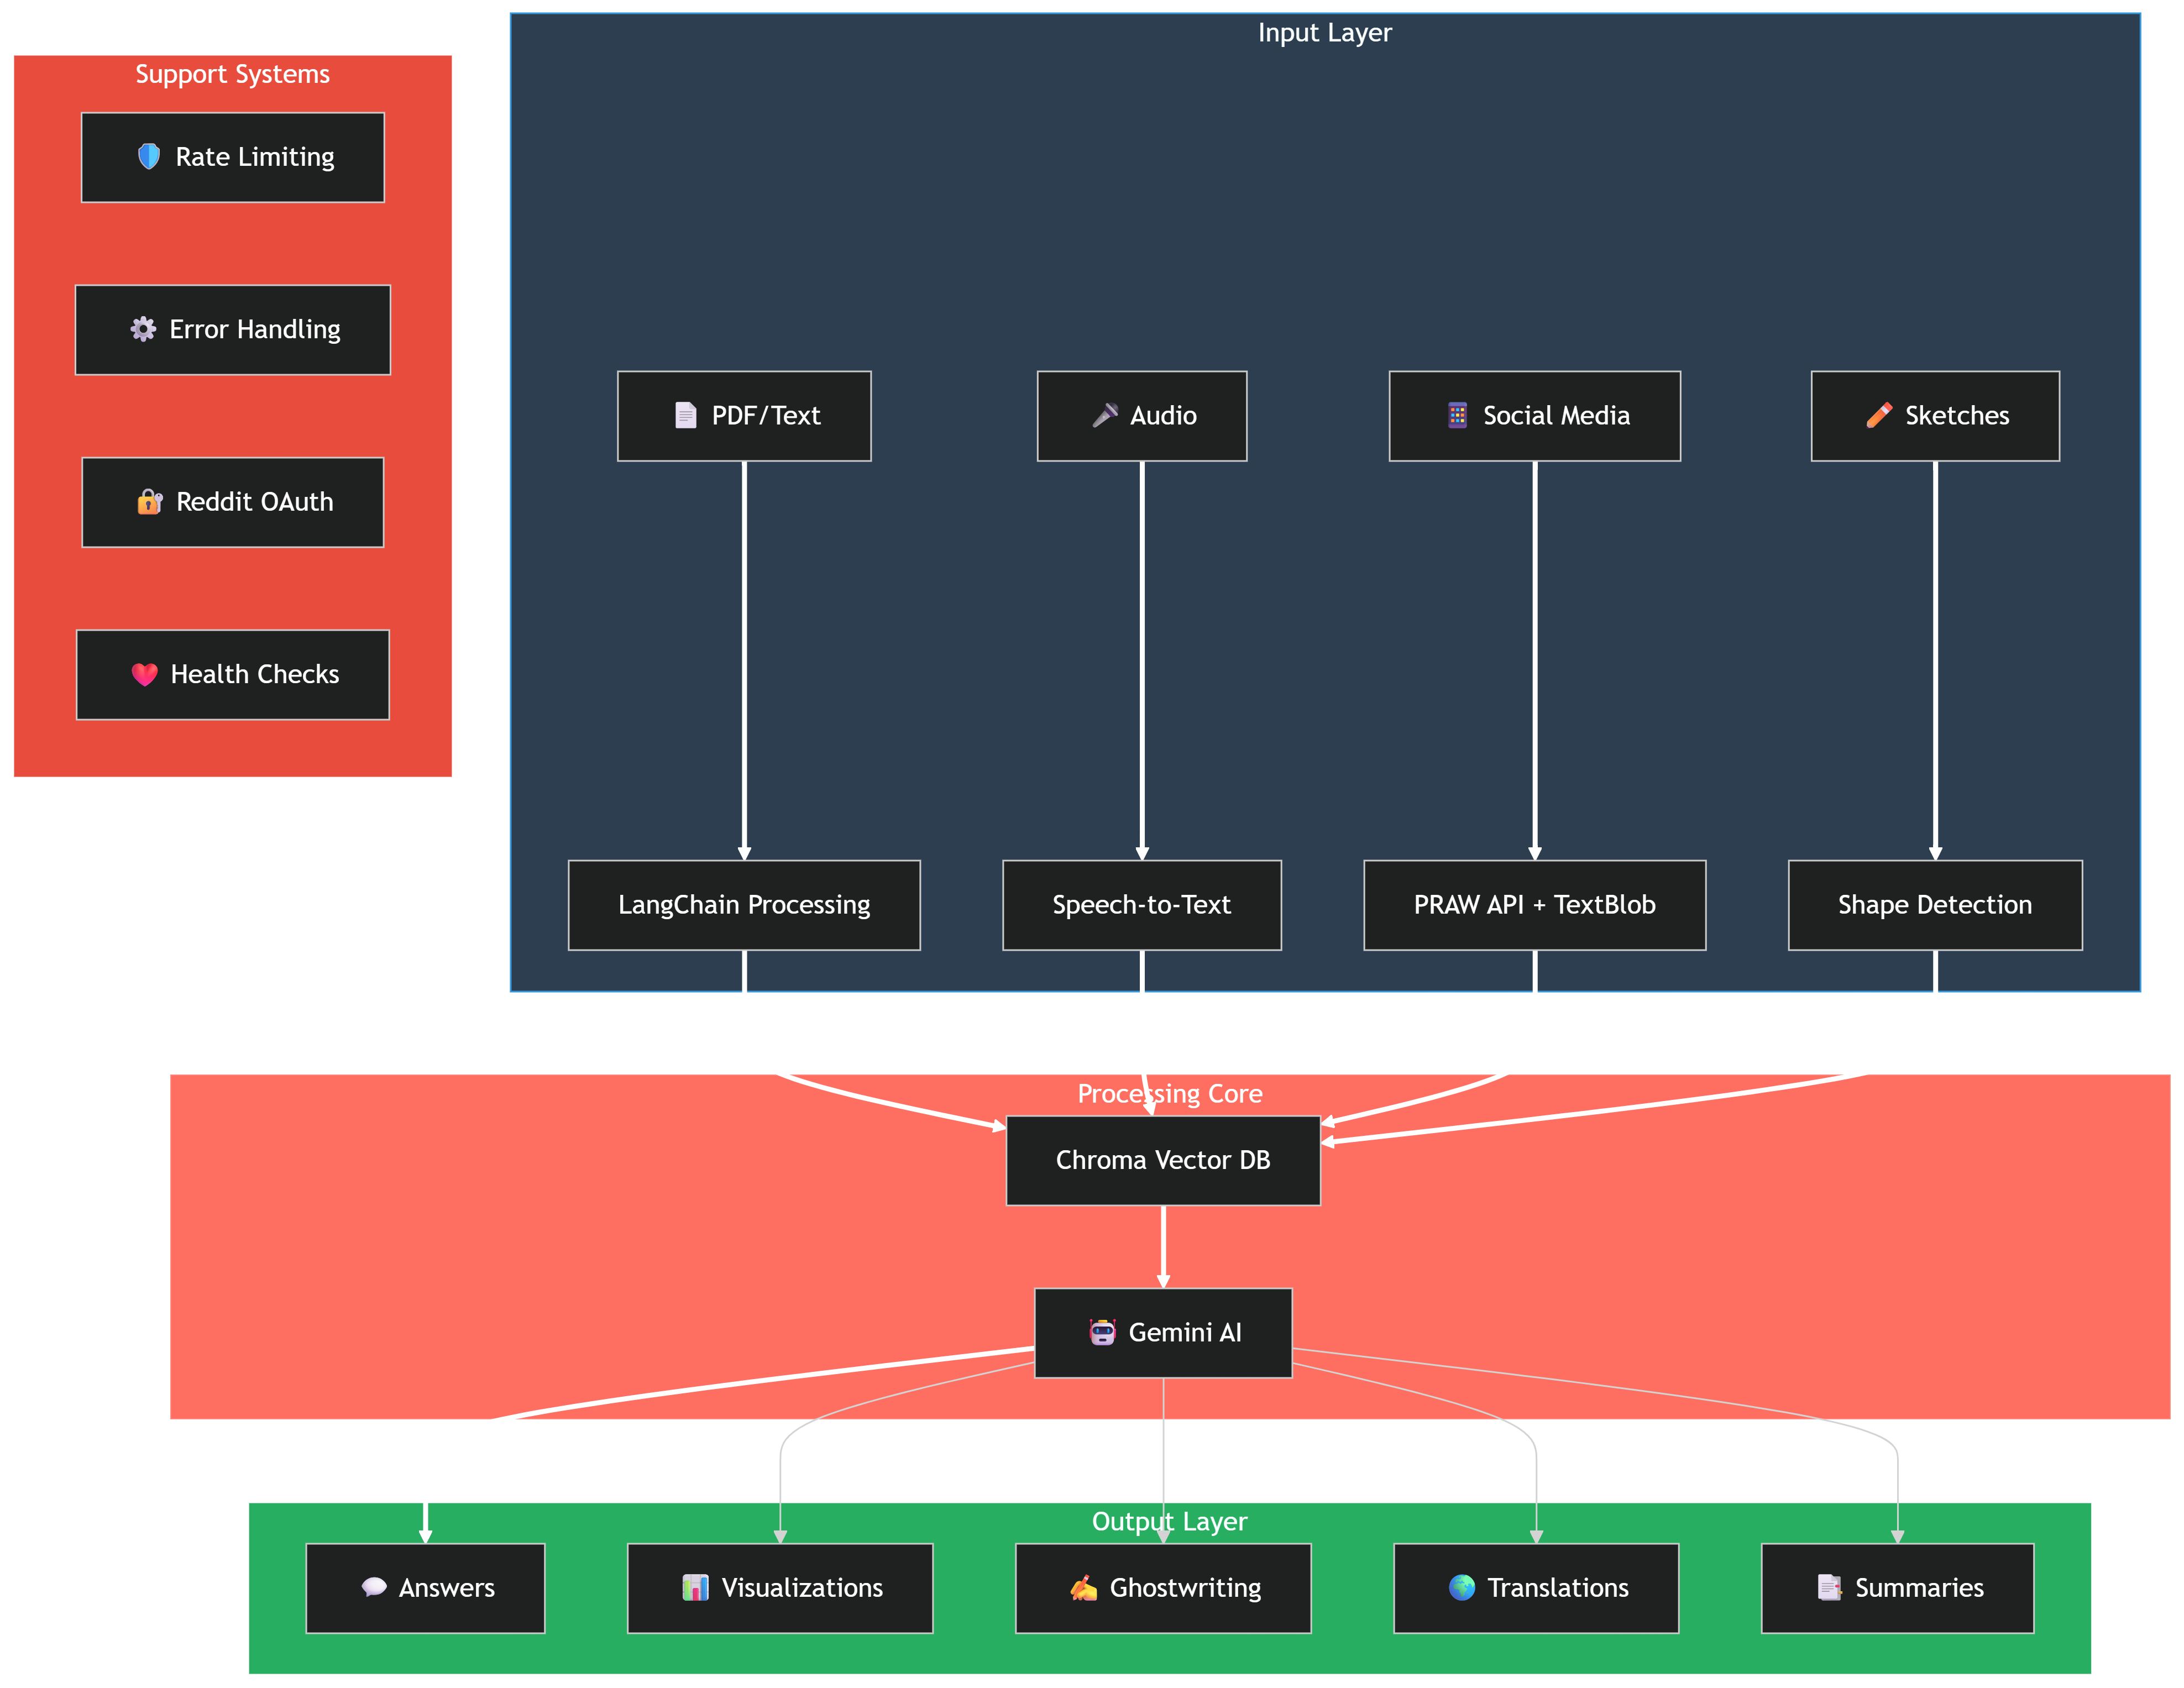 Support Systems
Rate Limiting
Error Handling
Reddit OAuth
Health Checks
Input Layer
PDF/Text
Audio
Social Media
Sketches
LangChain Processing
Speech-to-Text
PRAW API + TextBlob
Shape Detection
Processing Core
Chroma Vector DB
Gemini AI
Output Layer
Answers
Visualizations
Ghostwriting
Translations
Summaries